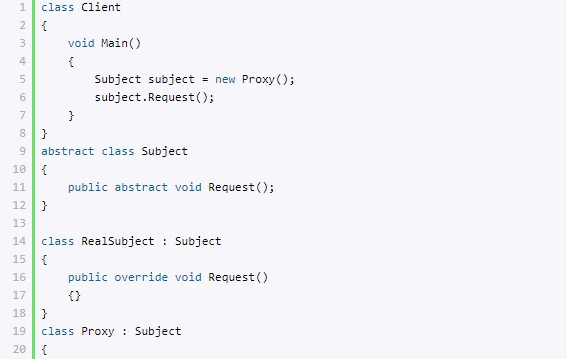 1 class Client
2 {
3     void Main()
4     {
5         Subject subject = new Proxy();
6         subject.Request();
7     }
8 }
9 abstract class Subject
10 {
11     public abstract void Request();
12 }
13
14 class RealSubject : Subject
15 {
16     public override void Request()
17     {}
18 }
19 class Proxy : Subject
20 {